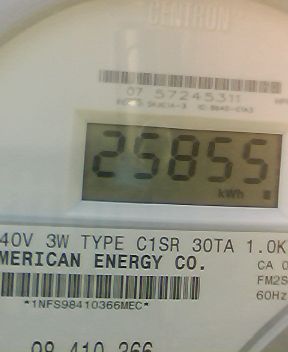 CENTRON
07 57245311
25855
kWh
40V 3W TYPE C1SR 30TA 1.0K
MERICAN ENERGY CO.
CA 0
FM2S
60Hz
*1NFS98410366MEC*
98 410 366